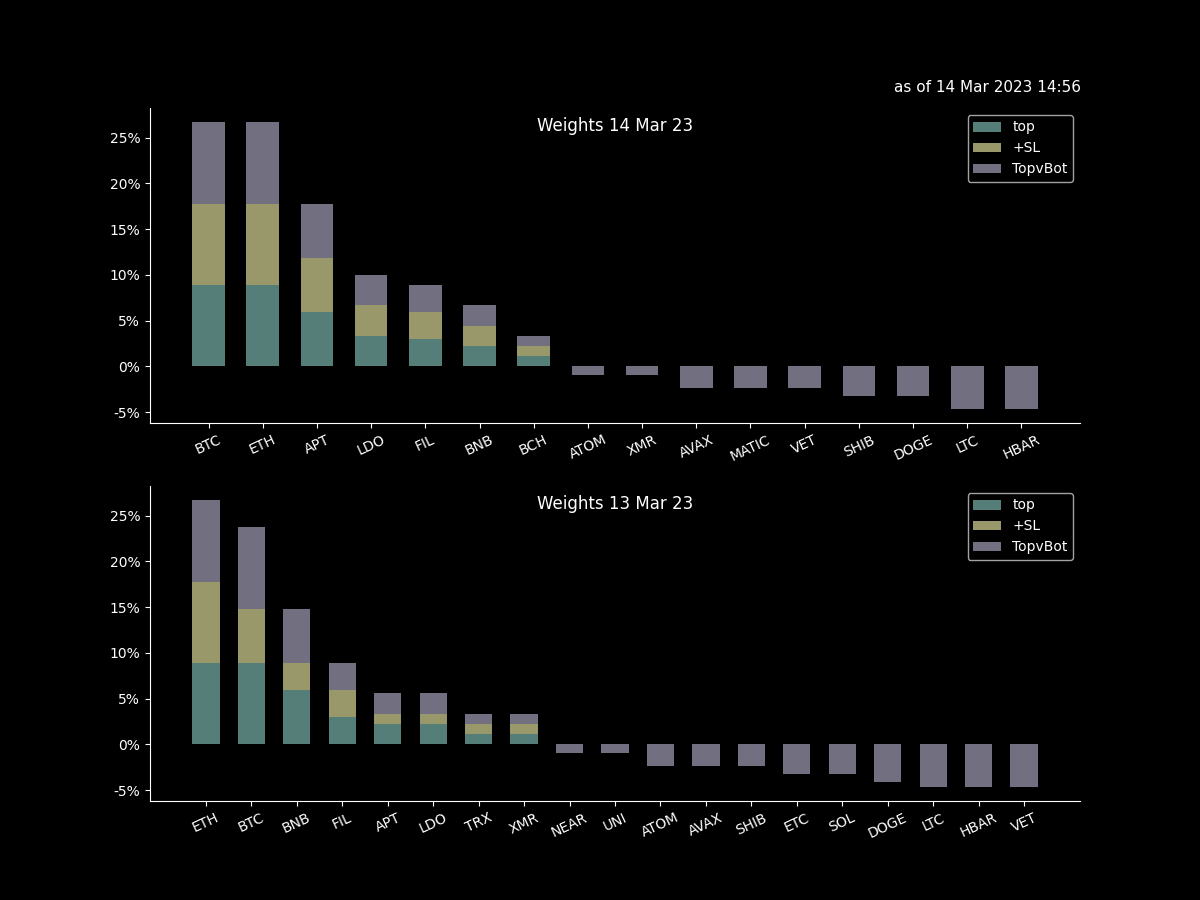 as of 14 Mar 2023 14:56
Weights 14 Mar 23
top
+SL
TopvBot
25%
20%
15%
10%
5%
0%
-5%
BTC ETH APT LDO FIL BNB BCH ATOM XMR AVAX MATIC VET SHIB DOGE LTC HBAR
Weights 13 Mar 23
top
+SL
TopvBot
25%
20%
15%
10%
5%
0%
-5%
ETH BTC BNB FIL APT LDO TRX XMR NEAR UNI ATOM AVAX SHIB ETC SOL DOGE LTC HBAR VET